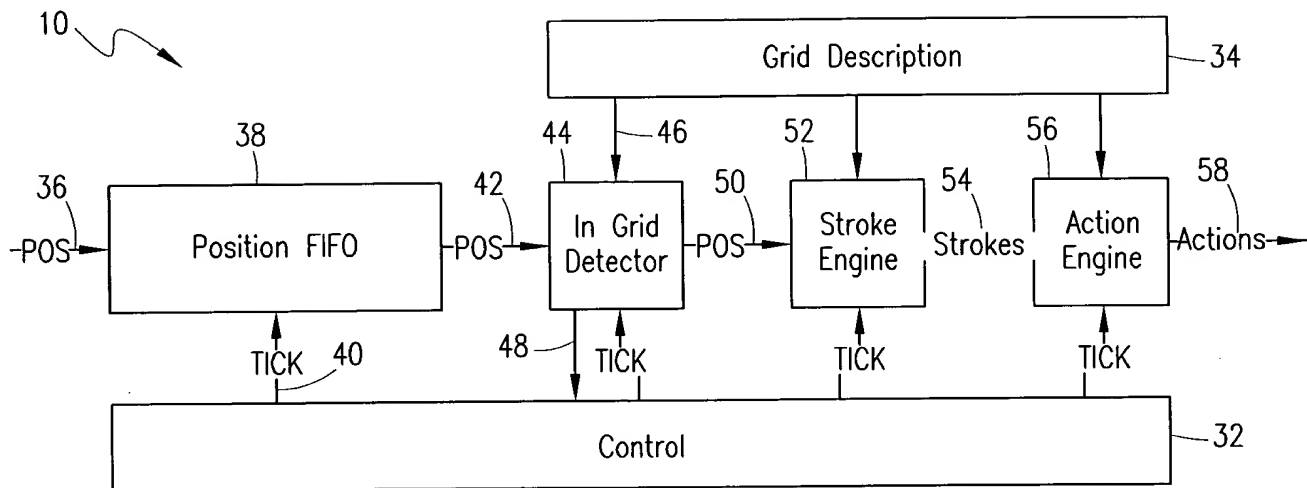 10
Grid Description
34
38
44
46
52
56
36
42
50
54
58
POS
Position FIFO
POS
In Grid
Detector
POS
Stroke
Engine
Strokes
Action
Engine
Actions
TICK
40
48
TICK
TICK
TICK
Control
32